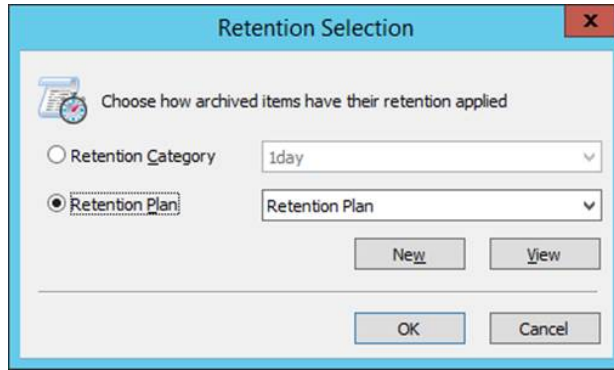 Retention Selection
x
Choose how archived items have their retention applied
Retention Category
1day
Retention Plan
Retention Plan
New
View
OK
Cancel